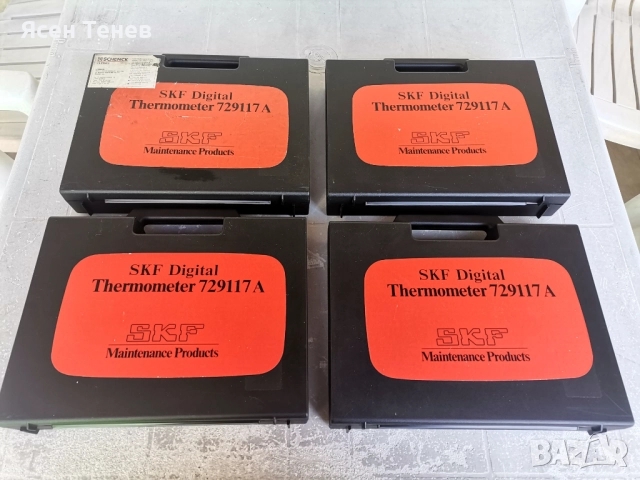 Ясен Тенев
SCHENCK
SKF Digital
Thermometer 729117 A
SKF
Maintenance Products
SKF Digital
Thermometer 729117 A
SKF
Maintenance Products
SKF Digital
Thermometer 729117 A
SKF
Maintenance Products
SKF Digital
Thermometer 729117 A
SKF
Maintenance Products
BAZAR